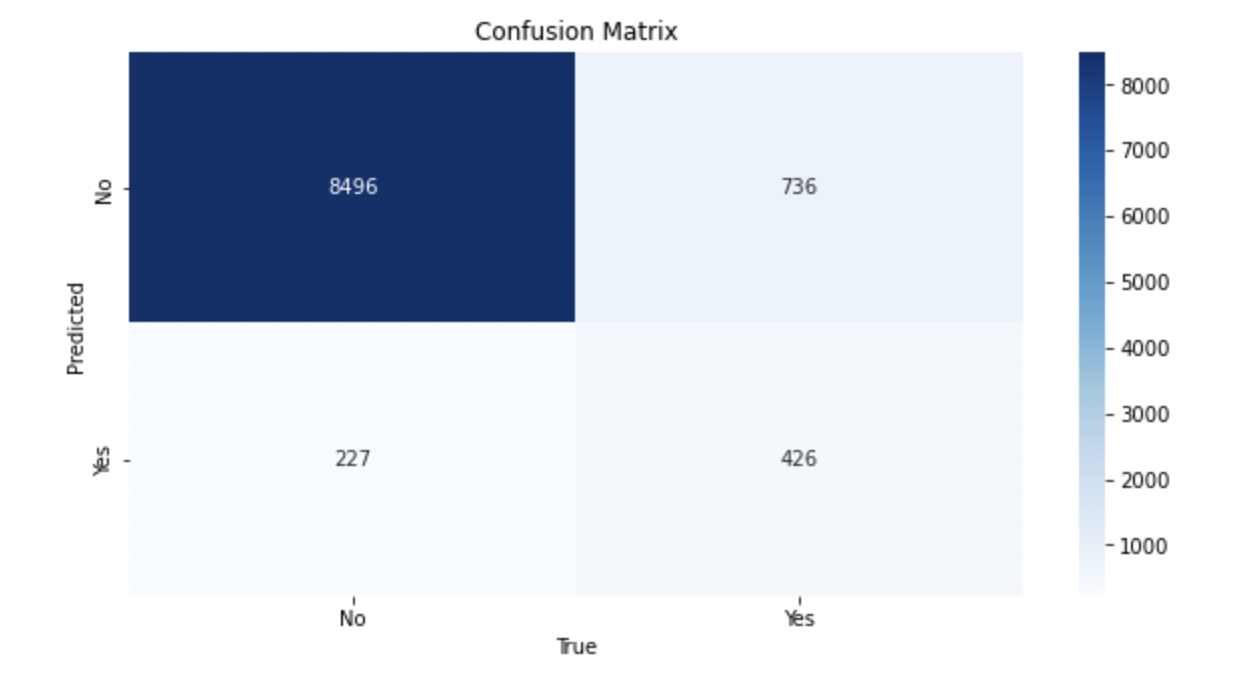 Confusion Matrix
No
8496
736
Predicted
Yes
227
426
No
Yes
True
8000
7000
6000
5000
4000
3000
2000
1000